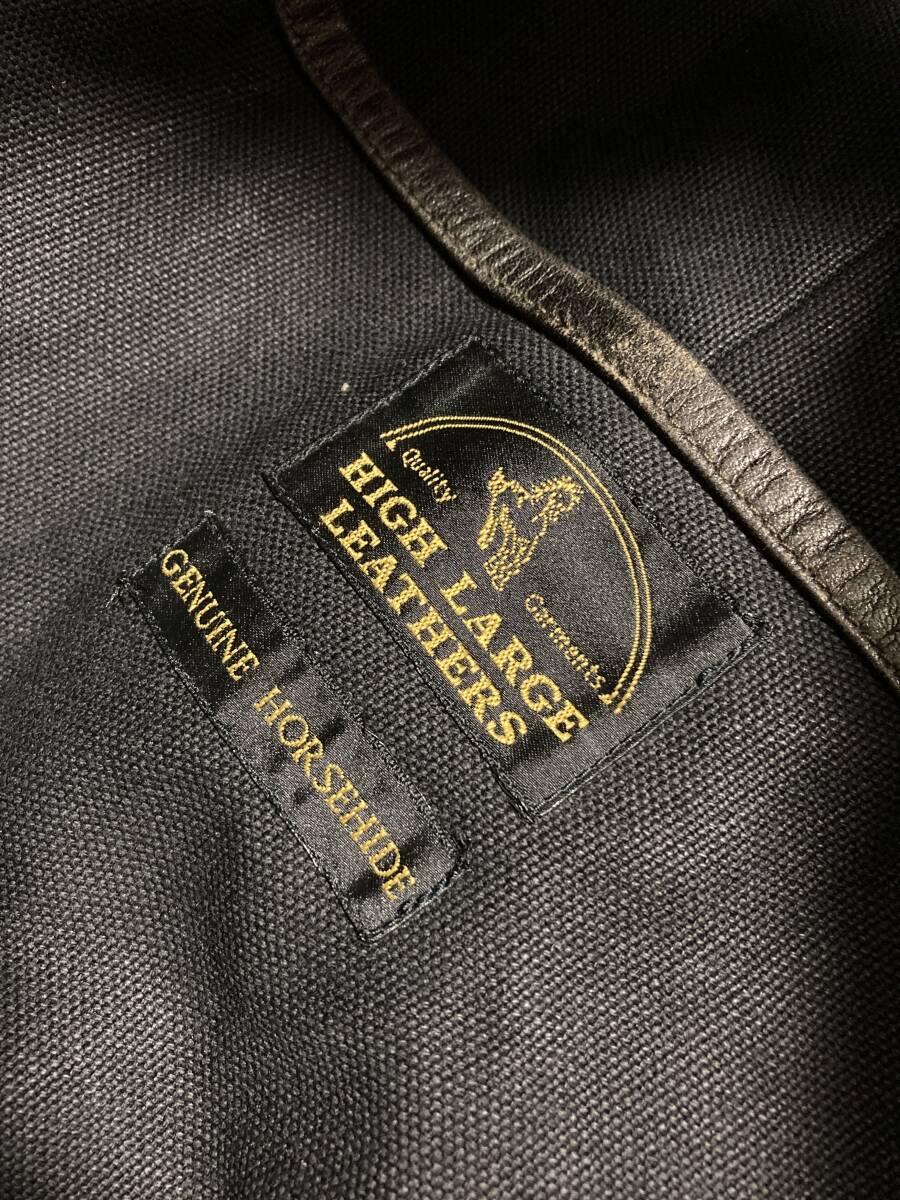 Quality
Garments
HIGH LARGE
LEATHERS
GENUINE HORSEHIDE